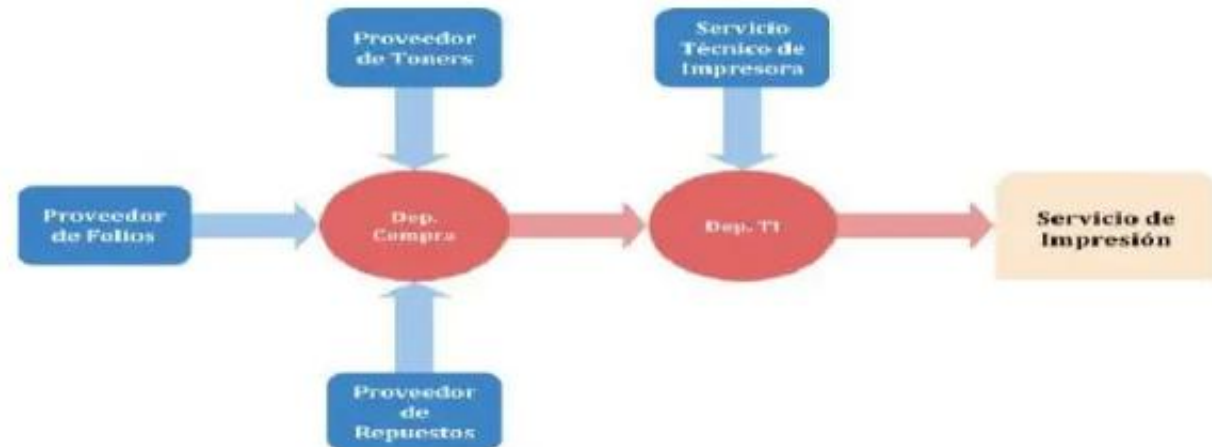 Proveedor
de Toners
Servicio
Técnico de
Impresora
Proveedor
de Folios
Dep.
Compra
Dep. TI
Servicio de
Impresión
Proveedor
de
Repuestos